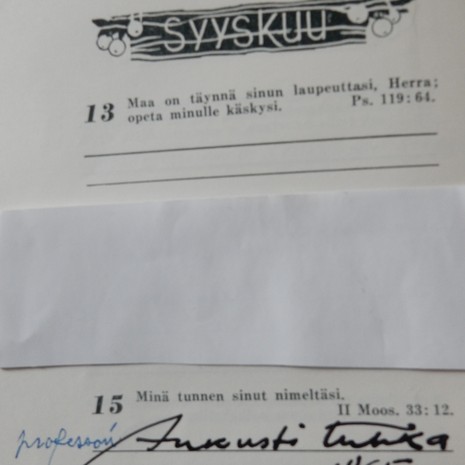 SYYSKUU
13 Maa on täynnä sinun laupeuttasi, Herra;
opeta minulle käskysi. Ps. 119: 64.
15 Minä tunnen sinut nimeltäsi.
II Moos. 33: 12.
professori